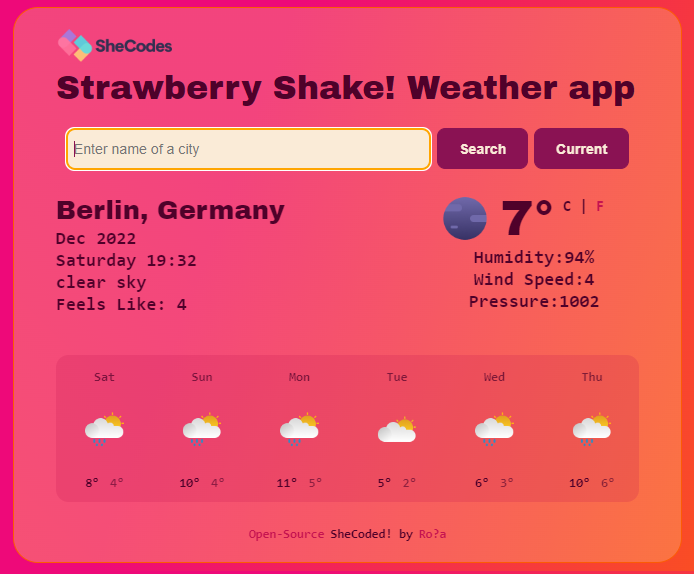 SheCodes
Strawberry Shake! Weather app
Enter name of a city
Search
Current
Berlin, Germany
Dec 2022
Saturday 19:32
clear sky
Feels Like: 4
7° C | F
Humidity:94%
Wind Speed:4
Pressure:1002
Sat Sun Mon Tue Wed Thu
8° 4° 10° 4° 11° 5° 5° 2° 6° 3° 10° 6°
Open-Source SheCoded! by Ro?a